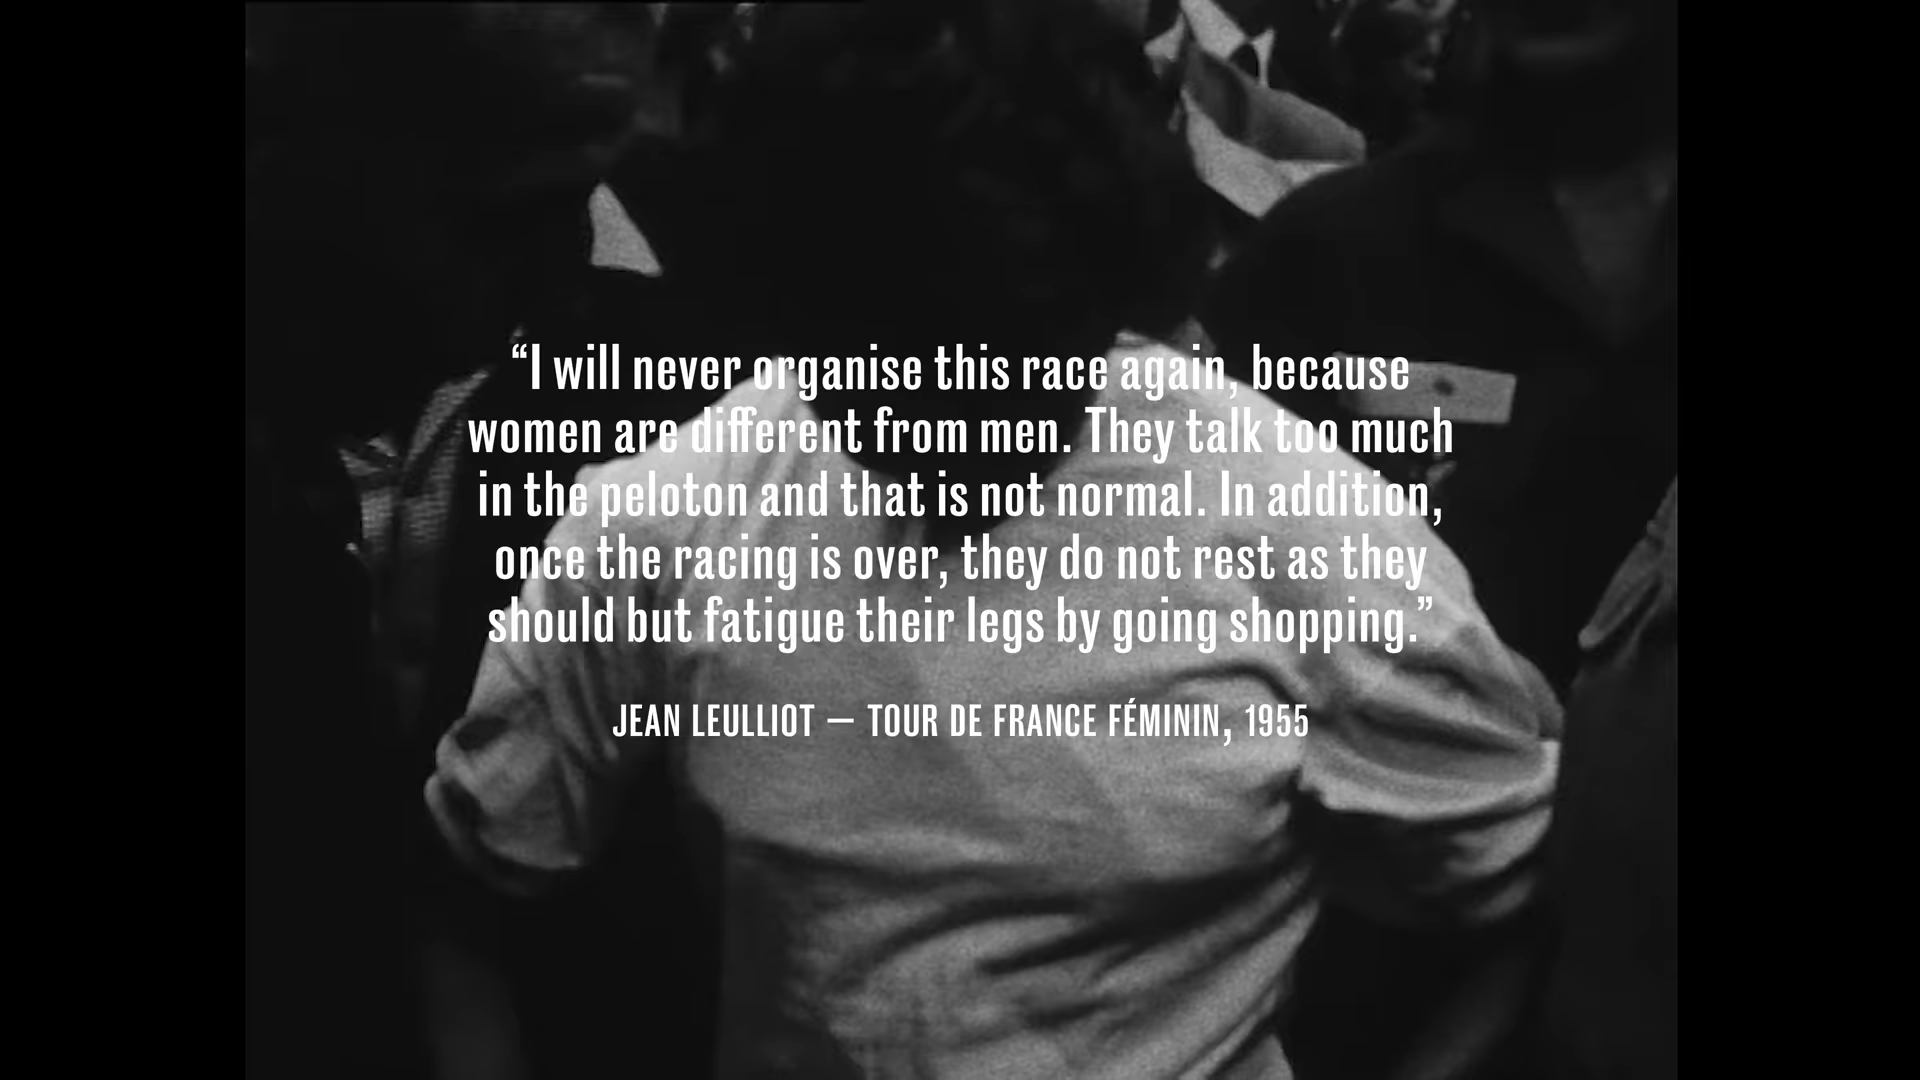 “I will never organise this race again, because
women are different from men. They talk too much
in the peloton and that is not normal. In addition,
once the racing is over, they do not rest as they
should but fatigue their legs by going shopping.”
JEAN LEULLIOT — TOUR DE FRANCE FÉMININ, 1955